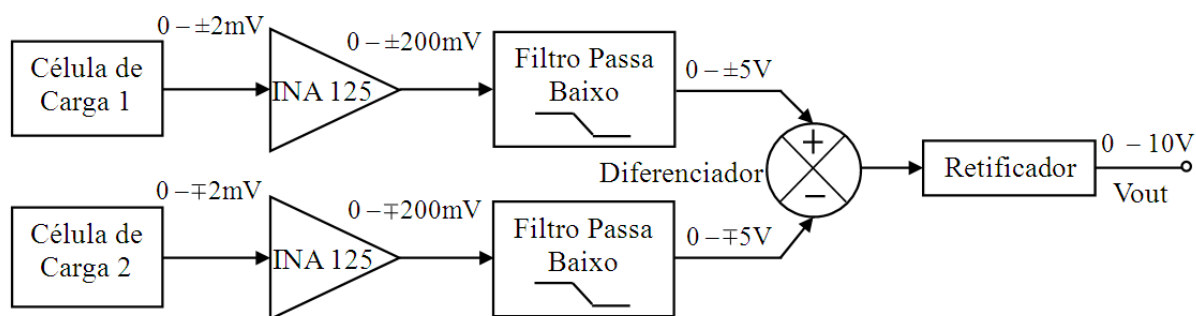 0 – ±2mV
0 – ±200mV
Célula de
Carga 1
INA 125
Filtro Passa
Baixo
0 – ±5V
Diferenciador
+
–
Retificador
0 – 10V
Vout
0 – ∓2mV
0 – ∓200mV
Célula de
Carga 2
INA 125
Filtro Passa
Baixo
0 – ∓5V